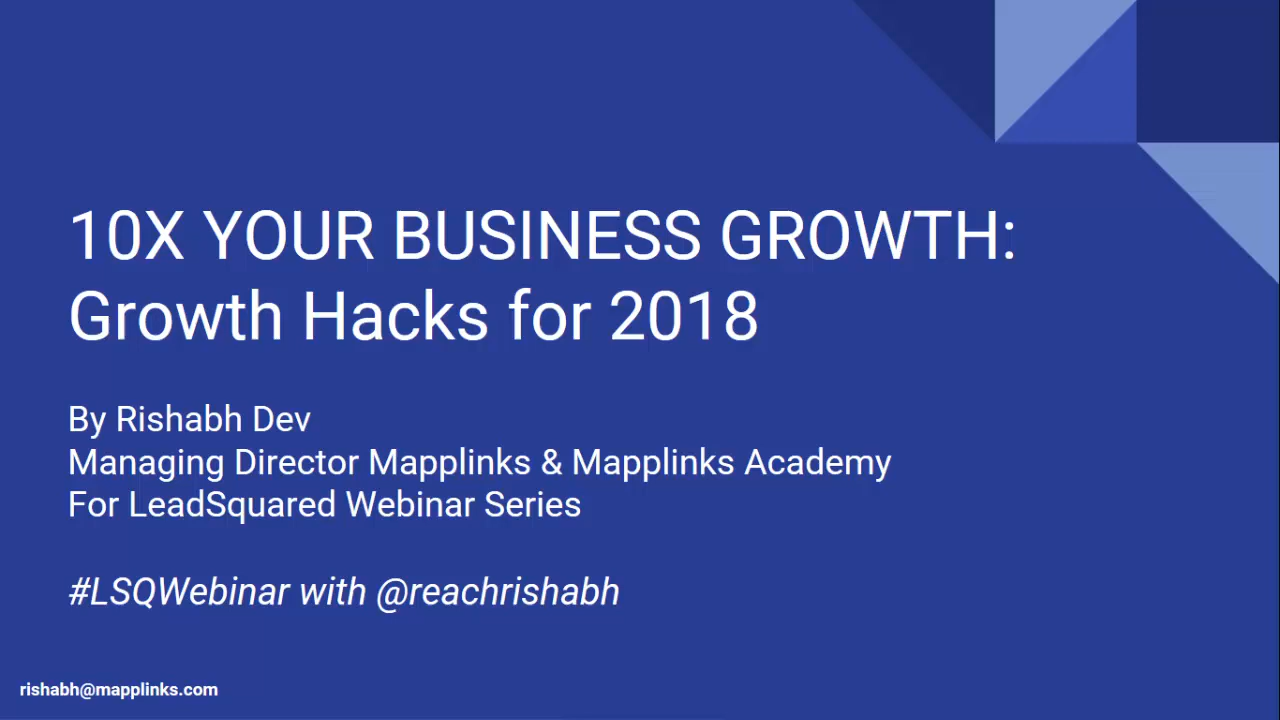 10X YOUR BUSINESS GROWTH:
Growth Hacks for 2018
By Rishabh Dev
Managing Director Mapplinks & Mapplinks Academy
For LeadSquared Webinar Series
#LSQWebinar with @reachrishabh
rishabh@mapplinks.com